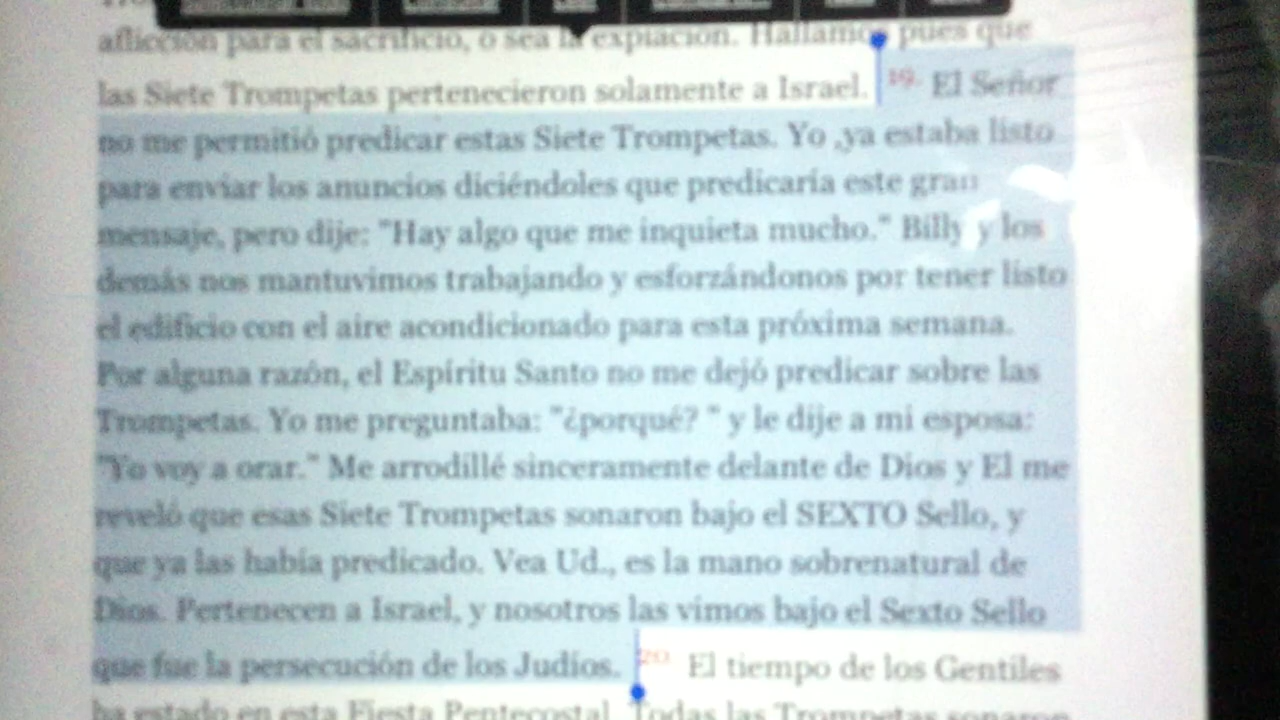 aflicción para el sacrificio, o sea la expiación. Hallamos pues que
las Siete Trompetas pertenecieron solamente a Israel. 19. El Señor
no me permitió predicar estas Siete Trompetas. Yo ,ya estaba listo
para enviar los anuncios diciéndoles que predicaría este gran
mensaje, pero dije: "Hay algo que me inquieta mucho." Billy y los
demás nos mantuvimos trabajando y esforzándonos por tener listo
el edificio con el aire acondicionado para esta próxima semana.
Por alguna razón, el Espíritu Santo no me dejó predicar sobre las
Trompetas. Yo me preguntaba: "¿porqué? " y le dije a mi esposa:
"Yo voy a orar." Me arrodillé sinceramente delante de Dios y El me
reveló que esas Siete Trompetas sonaron bajo el SEXTO Sello, y
que ya las había predicado. Vea Ud., es la mano sobrenatural de
Dios. Pertenecen a Israel, y nosotros las vimos bajo el Sexto Sello
que fue la persecución de los Judíos. 20. El tiempo de los Gentiles
ha estado en esta Fiesta Pentecostal. Todas las Trompetas sonaron